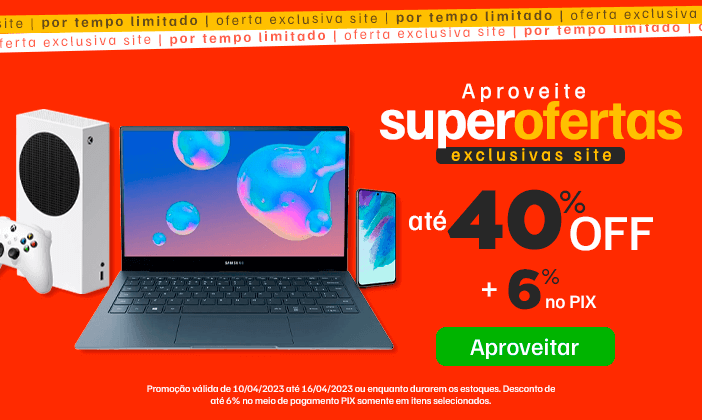 site | por tempo limitado | oferta exclusiva site | por tempo limitado | oferta exclusiva
oferta exclusiva site | por tempo limitado | oferta exclusiva site | por tempo limitado |
Aproveite
superofertas
exclusivas site
até 40% OFF
+ 6% no PIX
SAMSUNG
Aproveitar
Promoção válida de 10/04/2023 até 16/04/2023 ou enquanto durarem os estoques. Desconto de
até 6% no meio de pagamento PIX somente em itens selecionados.